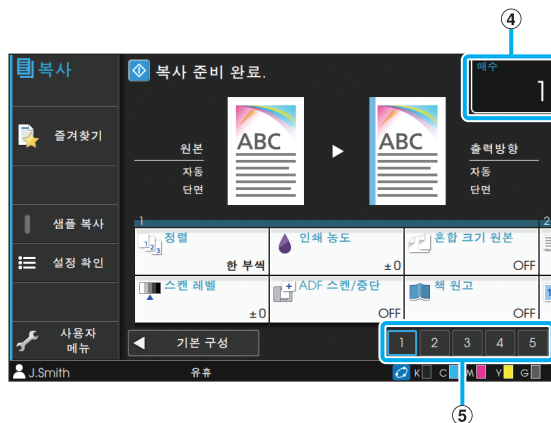 ④
복사
복사 준비 완료.
매수
1
즐겨찾기
원본
자동
단면
ABC
ABC
출력방향
자동
단면
샘플 복사
설정 확인
1
2
정렬
한 부씩
인쇄 농도
±0
혼합 크기 원본
OFF
스캔 레벨
±0
ADF 스캔/중단
OFF
책 원고
OFF
사용자
메뉴
기본 구성
1 2 3 4 5
J.Smith
유휴
K C M Y G
⑤